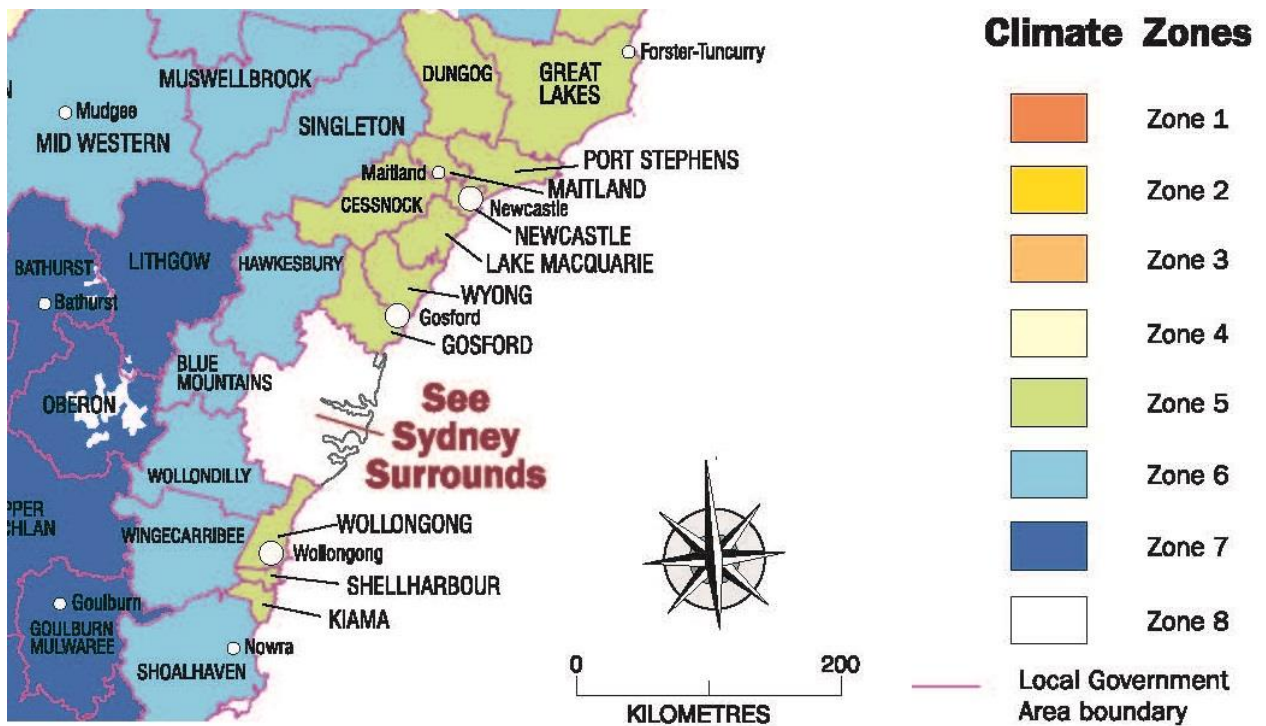 MUSWELLBROOK
DUNGOG
GREAT
LAKES
Forster-Tuncurry
N
Mudgee
MID WESTERN
SINGLETON
PORT STEPHENS
Maitland
MAITLAND
CESSNOCK
Newcastle
NEWCASTLE
LAKE MACQUARIE
BATHURST
LITHGOW
HAWKESBURY
WYONG
Bathurst
Gosford
GOSFORD
BLUE
MOUNTAINS
OBERON
See
Sydney
Surrounds
WOLLONDILLY
PPER
CHLAN
WINGECARRIBEE
WOLLONGONG
Wollongong
SHELLHARBOUR
KIAMA
Goulburn
GOULBURN
MULWAREE
Nowra
SHOALHAVEN
0 200
KILOMETRES
Climate Zones
Zone 1
Zone 2
Zone 3
Zone 4
Zone 5
Zone 6
Zone 7
Zone 8
Local Government
Area boundary